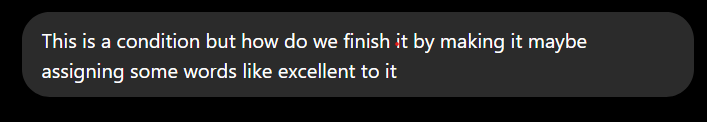 This is a condition but how do we finish it by making it maybe
assigning some words like excellent to it